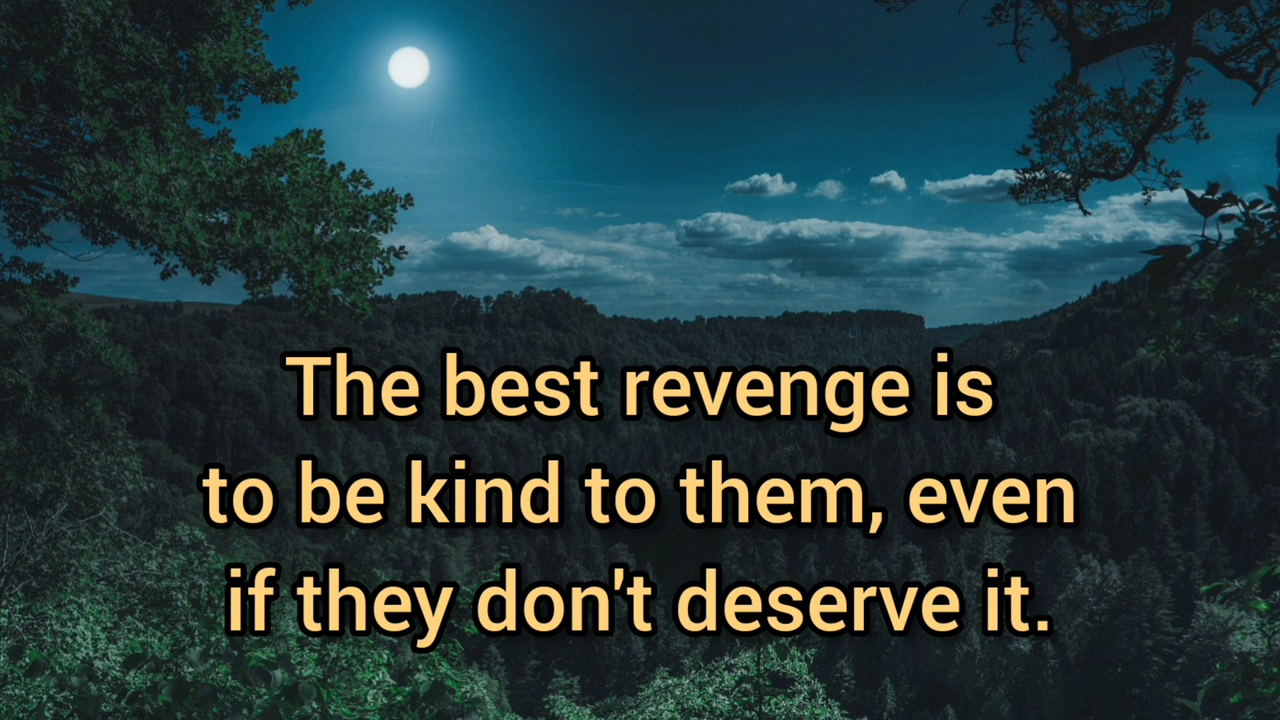 The best revenge is
to be kind to them, even
if they don't deserve it.